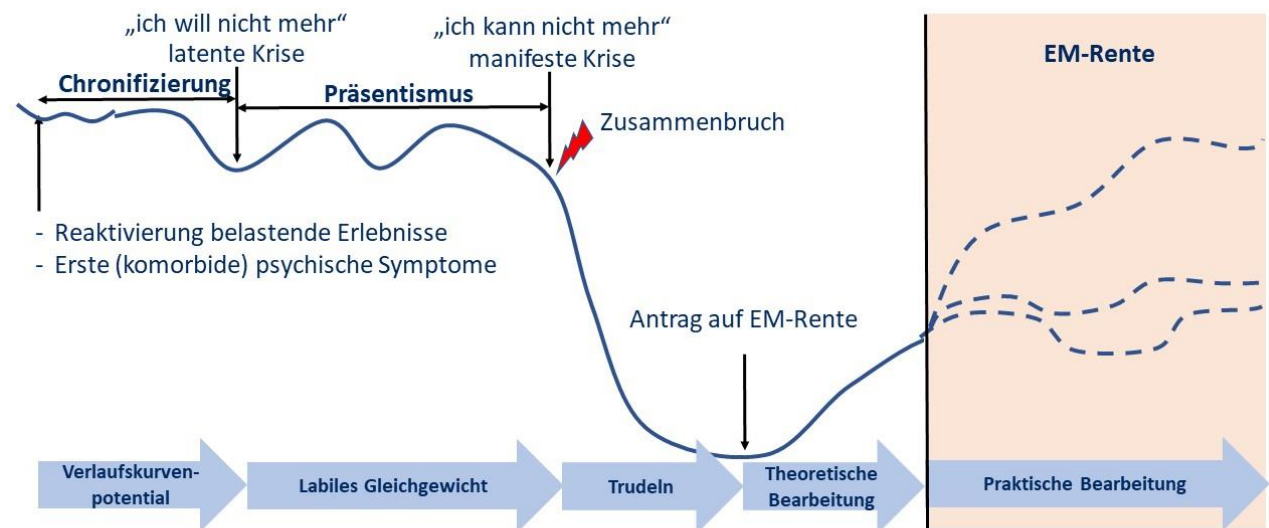 „ich will nicht mehr“
latente Krise
„ich kann nicht mehr“
manifeste Krise
EM-Rente
Chronifizierung
Präsentismus
Zusammenbruch
- Reaktivierung belastende Erlebnisse
- Erste (komorbide) psychische Symptome
Antrag auf EM-Rente
Verlaufskurven-
potential
Labiles Gleichgewicht
Trudeln
Theoretische
Bearbeitung
Praktische Bearbeitung